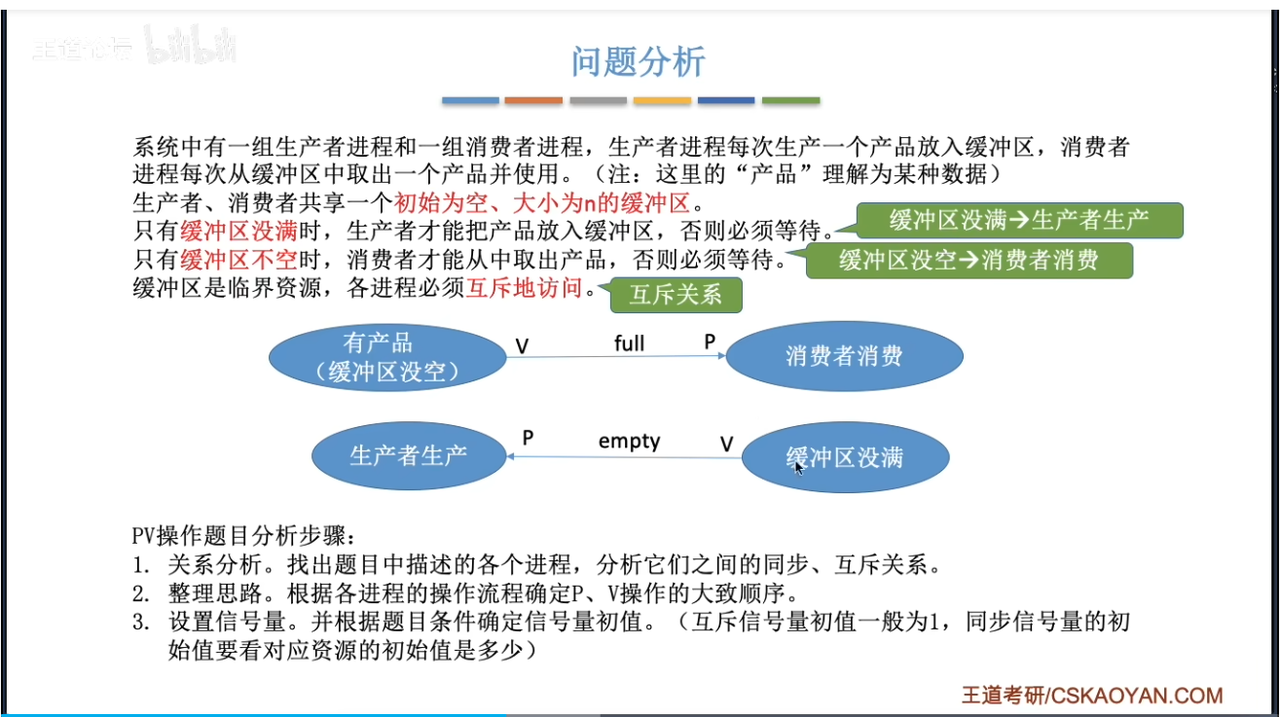 王道论坛 bilibili
问题分析
系统中有一组生产者进程和一组消费者进程，生产者进程每次生产一个产品放入缓冲区，消费者
进程每次从缓冲区中取出一个产品并使用。（注：这里的“产品”理解为某种数据）
生产者、消费者共享一个初始为空、大小为n的缓冲区。
只有缓冲区没满时，生产者才能把产品放入缓冲区，否则必须等待。
缓冲区没满→生产者生产
只有缓冲区不空时，消费者才能从中取出产品，否则必须等待。
缓冲区没空→消费者消费
缓冲区是临界资源，各进程必须互斥地访问。
互斥关系
有产品
（缓冲区没空）
V full P
消费者消费
生产者生产
P empty V
缓冲区没满
PV操作题目分析步骤：
1. 关系分析。找出题目中描述的各个进程，分析它们之间的同步、互斥关系。
2. 整理思路。根据各进程的操作流程确定P、V操作的大致顺序。
3. 设置信号量。并根据题目条件确定信号量初值。（互斥信号量初值一般为1，同步信号量的初
始值要看对应资源的初始值是多少）
王道考研/CSKAOYAN.COM